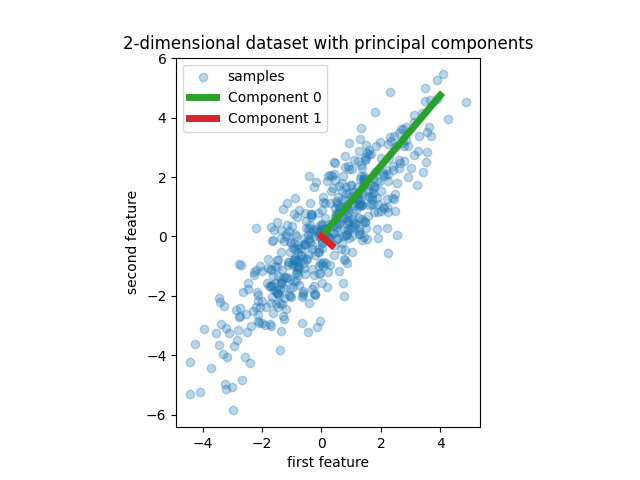 2-dimensional dataset with principal components
6
4
2
0
−2
−4
−6
second feature
samples
Component 0
Component 1
−4
−2
0
2
4
first feature